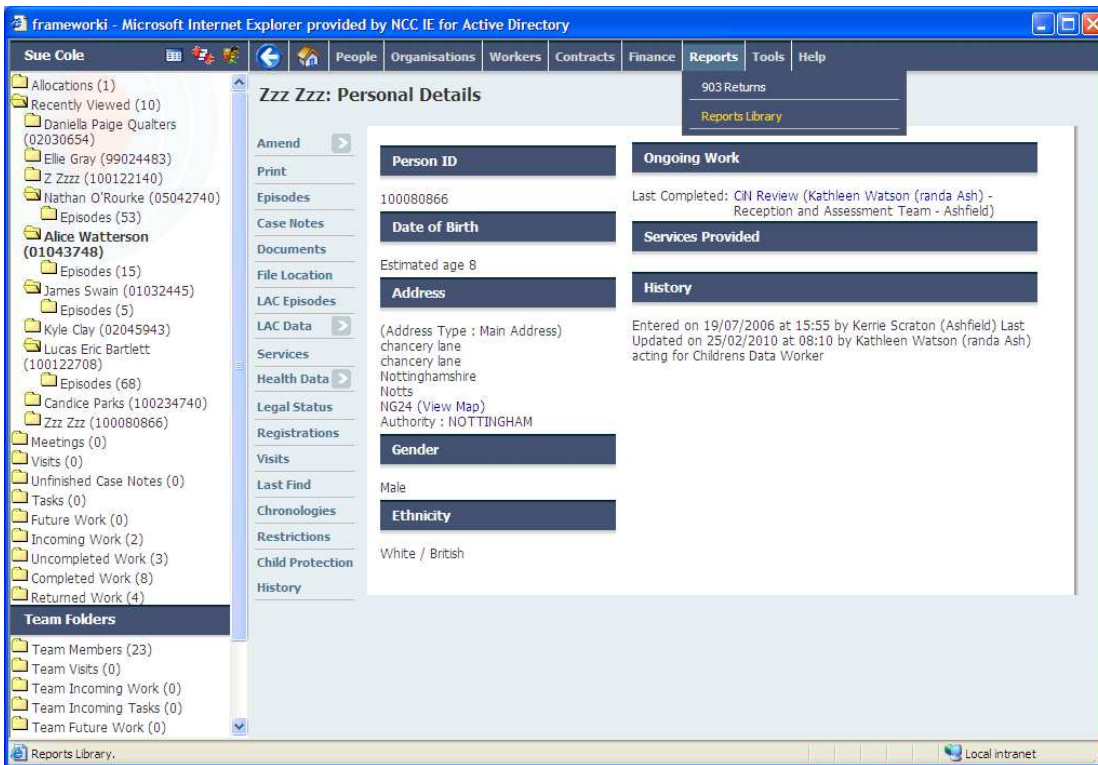 frameworki - Microsoft Internet Explorer provided by NCC IE for Active Directory
Sue Cole
People Organisations Workers Contracts Finance Reports Tools Help
903 Returns
Reports Library
Allocations (1)
Recently Viewed (10)
Daniella Paige Qualters
(02030654)
Ellie Gray (99024483)
Z Zzzz (100122140)
Nathan O'Rourke (05042740)
Episodes (53)
Alice Watterson
(01043748)
Episodes (15)
James Swain (01032445)
Episodes (5)
Kyle Clay (02045943)
Lucas Eric Bartlett
(100122708)
Episodes (68)
Candice Parks (100234740)
Zzz Zzz (100080866)
Meetings (0)
Visits (0)
Unfinished Case Notes (0)
Tasks (0)
Future Work (0)
Incoming Work (2)
Uncompleted Work (3)
Completed Work (8)
Returned Work (4)
Team Folders
Team Members (23)
Team Visits (0)
Team Incoming Work (0)
Team Incoming Tasks (0)
Team Future Work (0)
Zzz Zzz: Personal Details
Amend
Print
Episodes
Case Notes
Documents
File Location
LAC Episodes
LAC Data
Services
Health Data
Legal Status
Registrations
Visits
Last Find
Chronologies
Restrictions
Child Protection
History
Person ID
100080866
Date of Birth
Estimated age 8
Address
(Address Type : Main Address)
chancery lane
chancery lane
Nottinghamshire
Notts
NG24 (View Map)
Authority : NOTTINGHAM
Gender
Male
Ethnicity
White / British
Ongoing Work
Last Completed: CiN Review (Kathleen Watson (randa Ash) -
Reception and Assessment Team - Ashfield)
Services Provided
History
Entered on 19/07/2006 at 15:55 by Kerrie Scraton (Ashfield) Last
Updated on 25/02/2010 at 08:10 by Kathleen Watson (randa Ash)
acting for Childrens Data Worker
Reports Library.
Local intranet